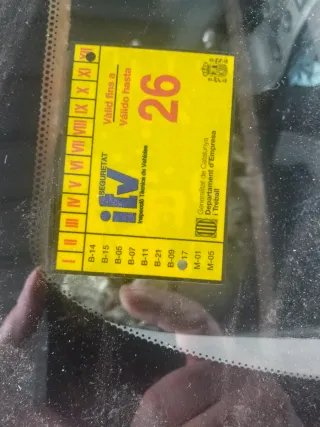 I II III IV V VI VII VIII IX X XI XII
Vàlid fins a
Válido hasta
26
SEGURETAT
itv
Inspecció Tècnica de Vehicles
Generalitat de Catalunya
Departament d'Empresa
i Treball
B-14
B-15
B-05
B-07
B-11
B-21
B-09
17
M-01
M-05